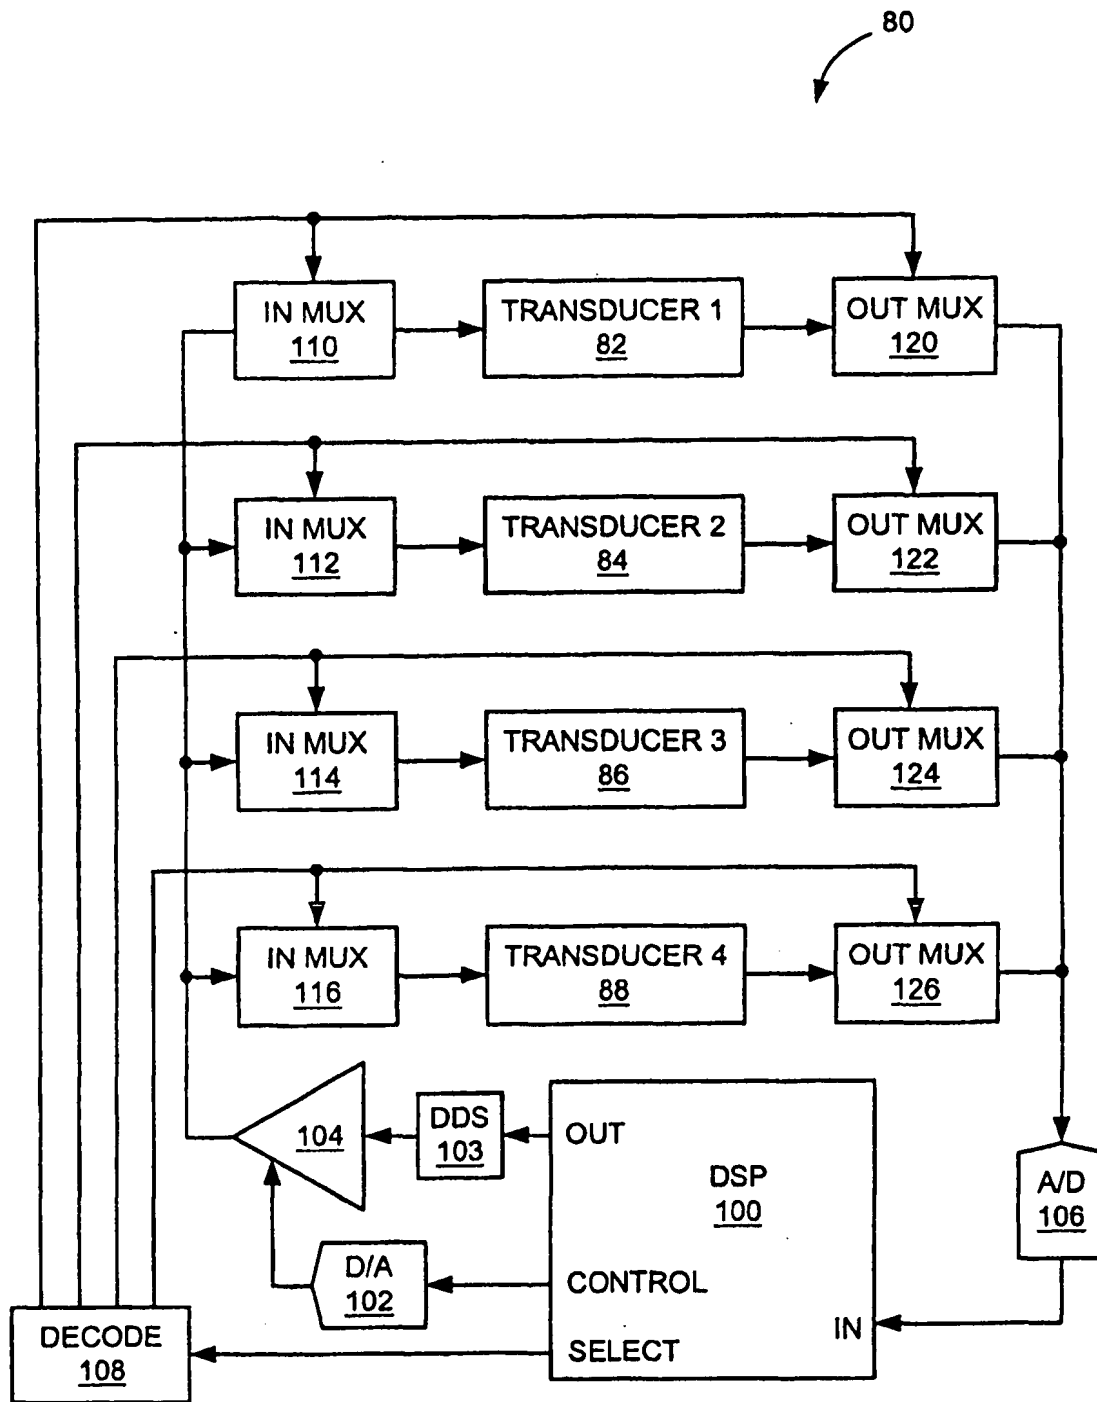 80
IN MUX
110
TRANSDUCER 1
82
OUT MUX
120
IN MUX
112
TRANSDUCER 2
84
OUT MUX
122
IN MUX
114
TRANSDUCER 3
86
OUT MUX
124
IN MUX
116
TRANSDUCER 4
88
OUT MUX
126
104
DDS
103
OUT
DSP
100
A/D
106
D/A
102
CONTROL
IN
DECODE
108
SELECT